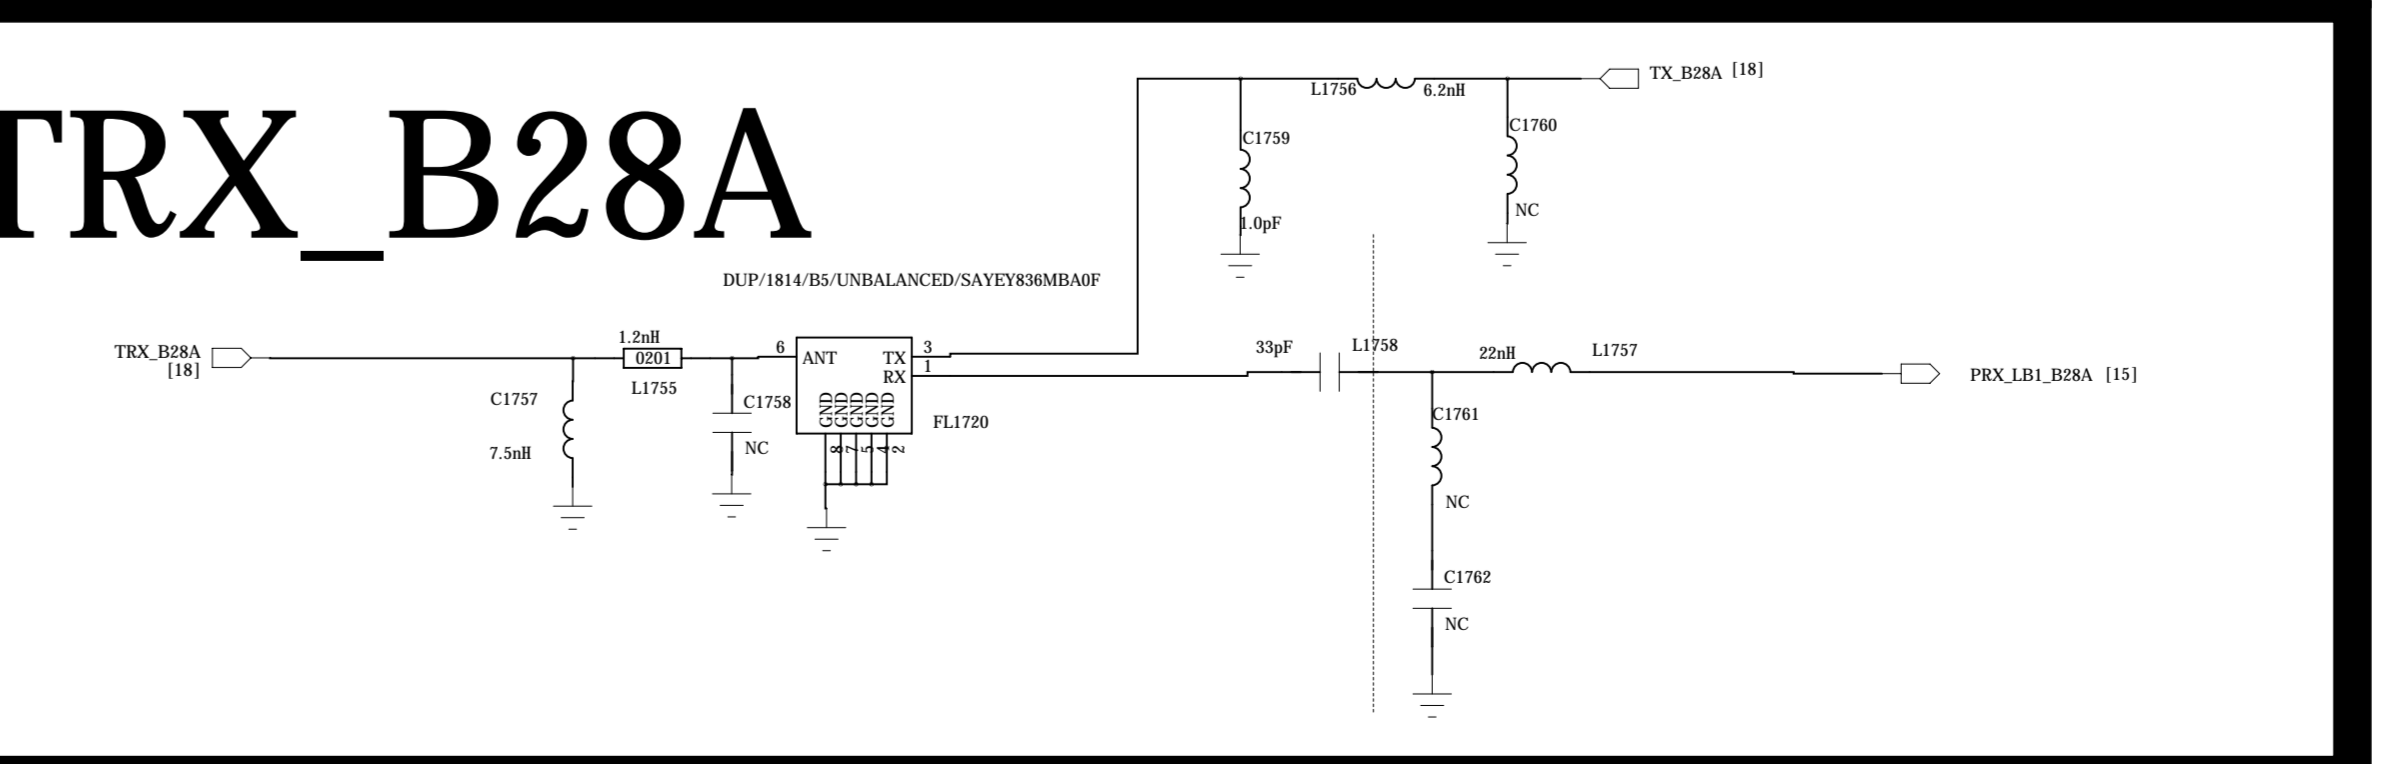 TRX_B28A
TX_B28A [18]
L1756
6.2nH
C1759
1.0pF
C1760
NC
DUP/1814/B5/UNBALANCED/SAYEY836MBA0F
TRX_B28A
[18]
1.2nH
0201
L1755
C1757
7.5nH
C1758
NC
6
ANT
TX
3
RX
1
GND
GND
GND
GND
GND
8
7
5
4
2
FL1720
33pF
L1758
22nH
L1757
PRX_LB1_B28A [15]
C1761
NC
C1762
NC